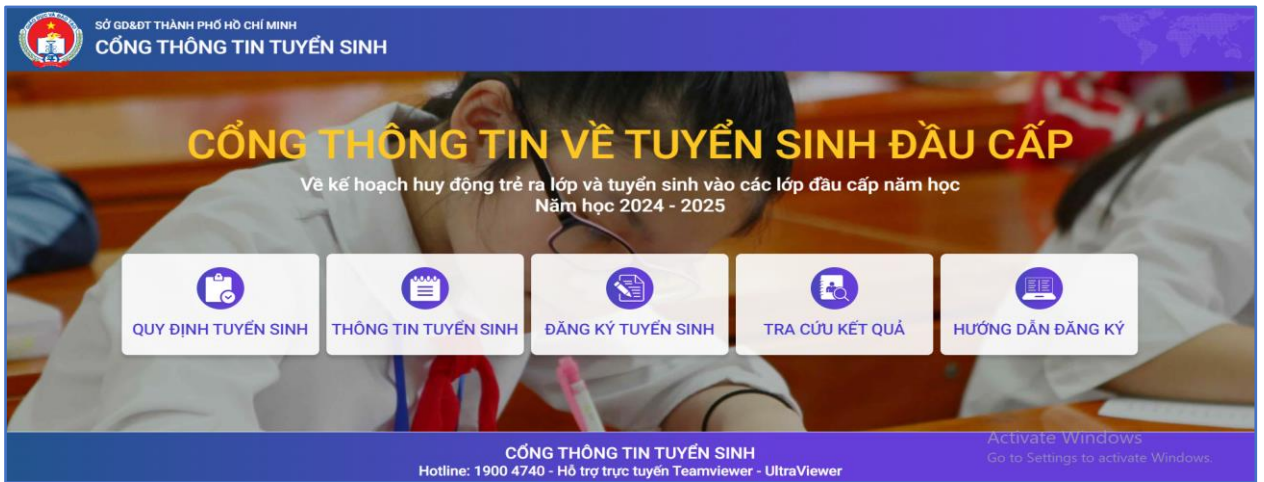 SỞ GD&ĐT THÀNH PHỐ HỒ CHÍ MINH
CỔNG THÔNG TIN TUYỂN SINH
CỔNG THÔNG TIN VỀ TUYỂN SINH ĐẦU CẤP
Về kế hoạch huy động trẻ ra lớp và tuyển sinh vào các lớp đầu cấp năm học
Năm học 2024 - 2025
QUY ĐỊNH TUYỂN SINH
THÔNG TIN TUYỂN SINH
ĐĂNG KÝ TUYỂN SINH
TRA CỨU KẾT QUẢ
HƯỚNG DẪN ĐĂNG KÝ
CỔNG THÔNG TIN TUYỂN SINH
Hotline: 1900 4740 - Hỗ trợ trực tuyến Teamviewer - UltraViewer
Activate Windows
Go to Settings to activate Windows.